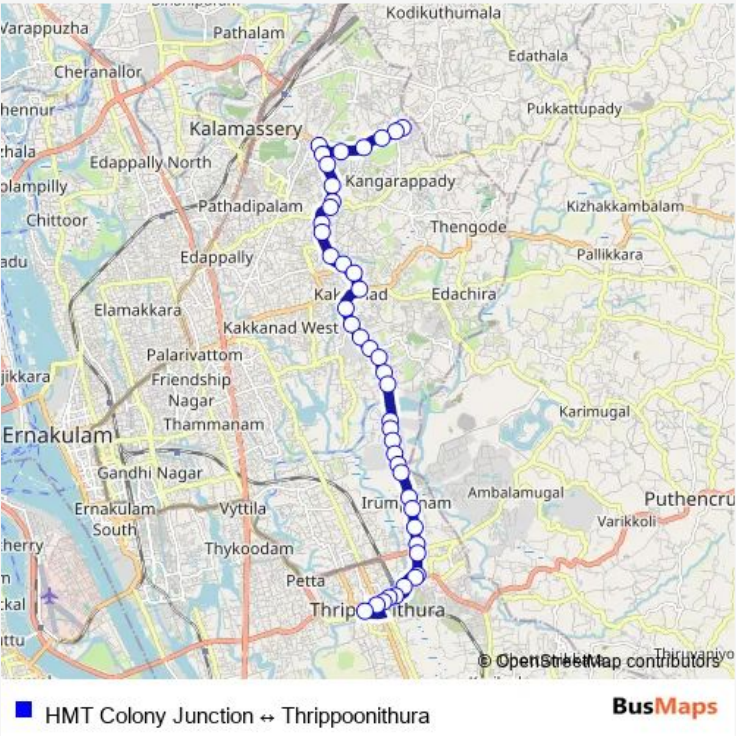 Kodikuthumala
Varappuzha
Pathalam
Edathala
Cheranallor
Pukkattupady
Kalamassery
Edappally North
Kangarappady
Pathadipalam
Kizhakkambalam
Chittoor
Thengode
Edappally
Pallikkara
Edachira
Elamakkara
Kakkanad West
Palarivattom
Friendship
Nagar
Karimugal
Thammanam
Ernakulam
Gandhi Nagar
Ambalamugal
Puthencru
Ernakulam
South
Vyttila
Varikkoli
Thykoodam
Petta
© OpenStreetMap contributors
HMT Colony Junction ↔ Thrippoonithura
BusMaps